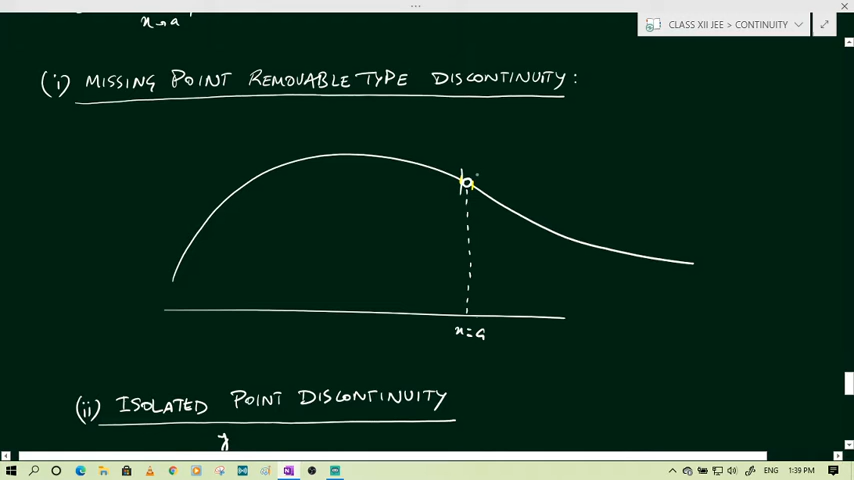 ...
CLASS XII JEE > CONTINUITY
x→a
(i) MISSING POINT REMOVABLE TYPE DISCONTINUITY:
x=a
(ii) ISOLATED POINT DISCONTINUITY
ENG 1:39 PM